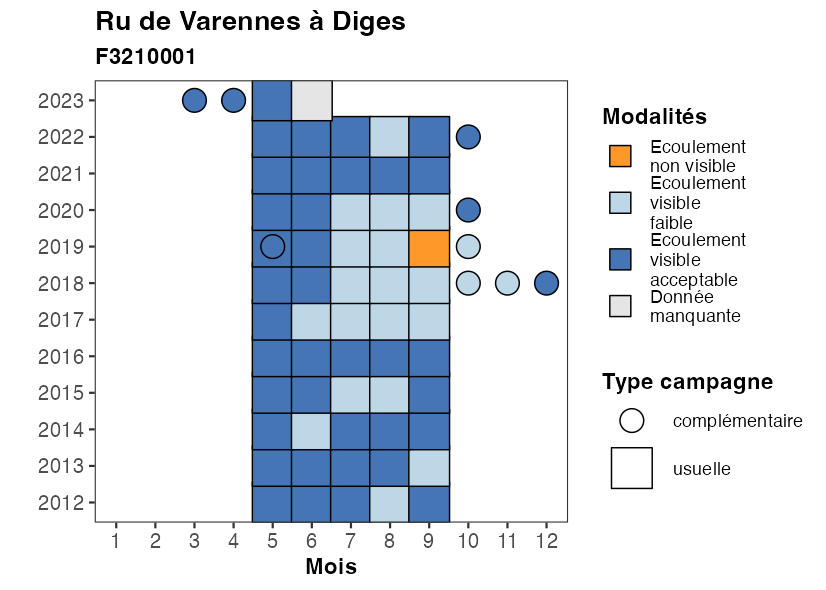 Ru de Varennes à Diges
F3210001
2023
2022
2021
2020
2019
2018
2017
2016
2015
2014
2013
2012
1 2 3 4 5 6 7 8 9 10 11 12
Mois
Modalités
Ecoulement
non visible
Ecoulement
visible
faible
Ecoulement
visible
acceptable
Donnée
manquante
Type campagne
complémentaire
usuelle